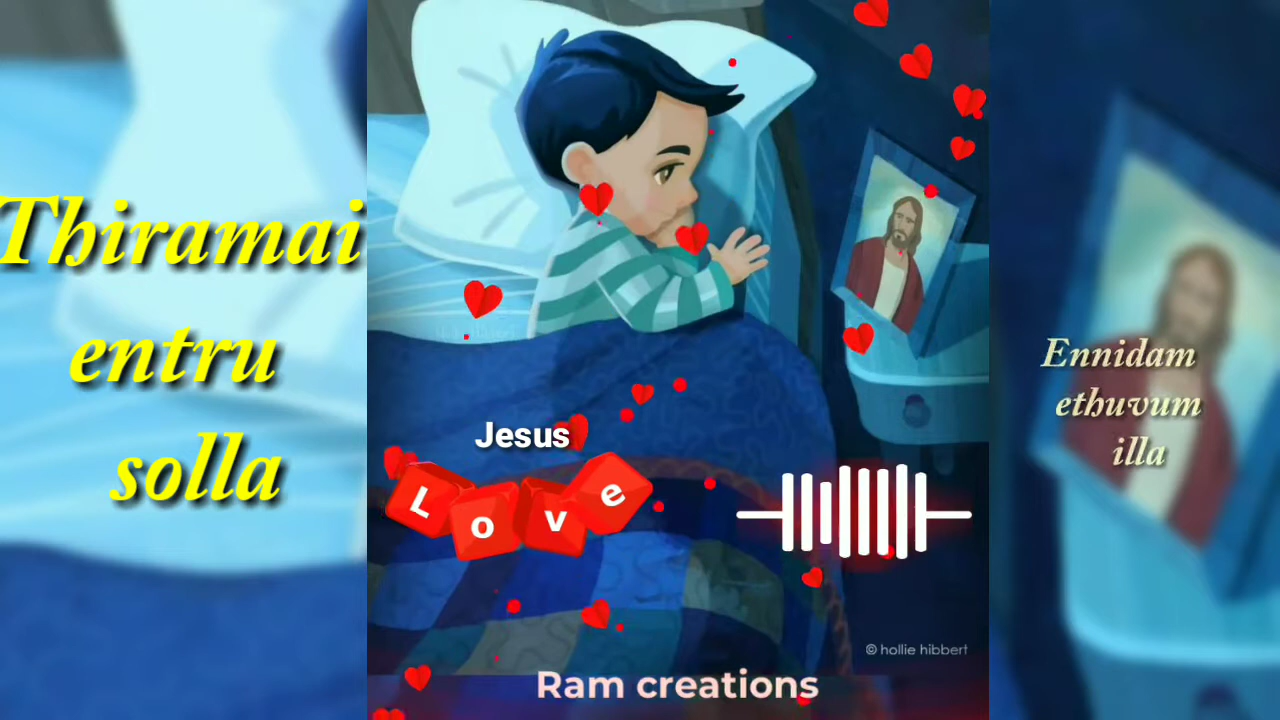 Thiramai
entru
solla
Jesus
Love
© hollie hibbert
Ram creations
Ennidam
ethuvum
illa